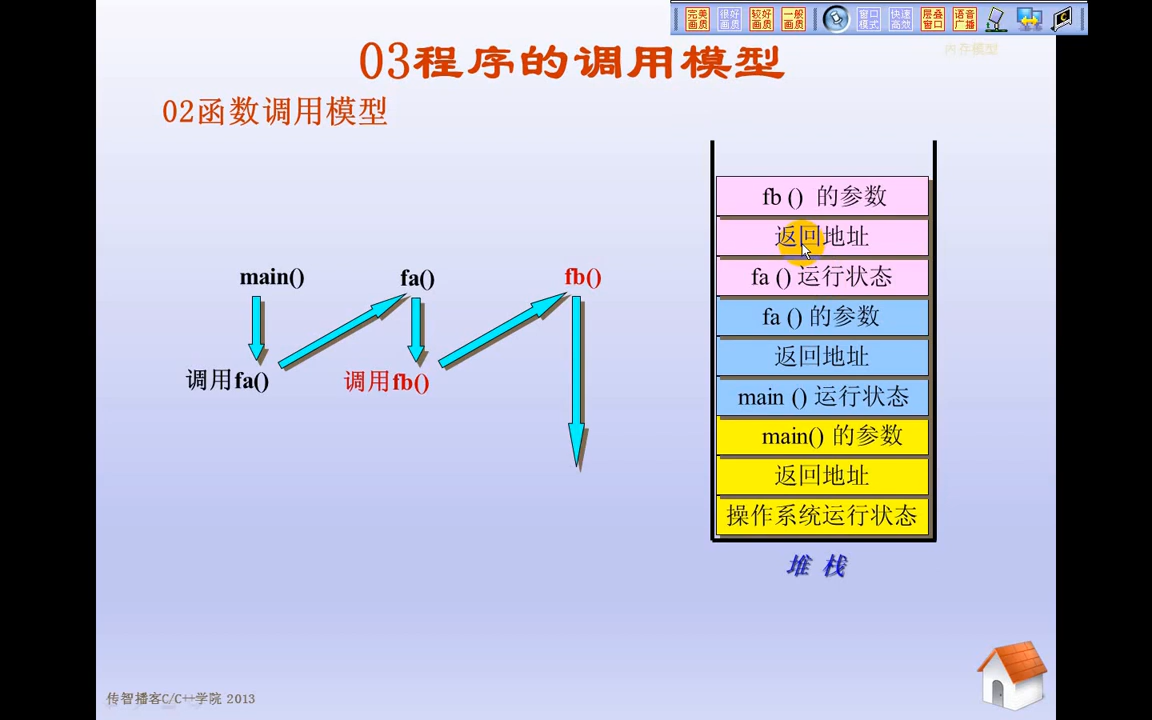 完美画质 很好画质 较好画质 一般画质 窗口模式 快速高效 层叠窗口 语音广播
内存模型
03程序的调用模型
02函数调用模型
main()
fa()
fb()
调用fa()
调用fb()
fb () 的参数
返回地址
fa () 运行状态
fa () 的参数
返回地址
main () 运行状态
main() 的参数
返回地址
操作系统运行状态
堆 栈
传智播客C/C++学院 2013